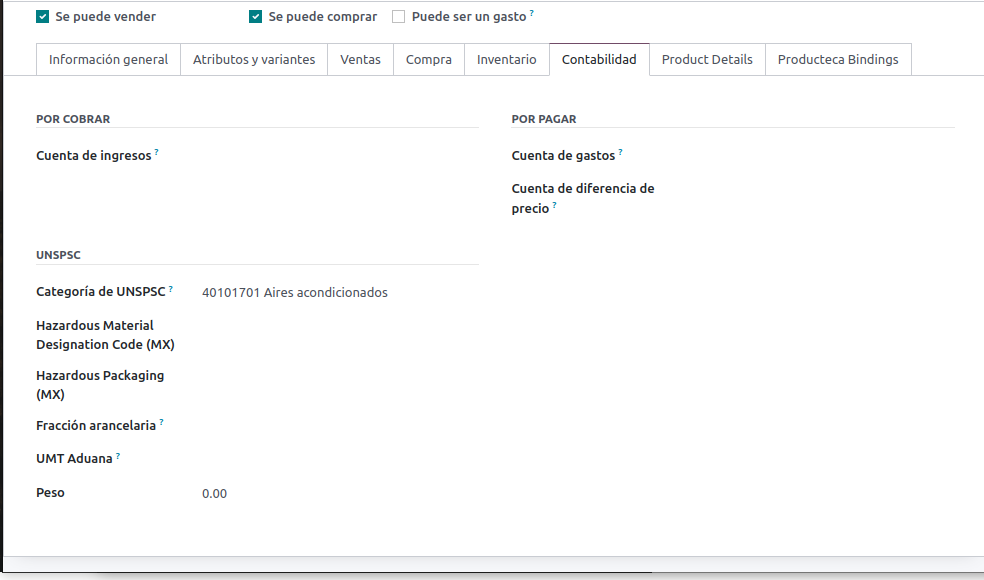 Se puede vender Se puede comprar Puede ser un gasto ?
Información general Atributos y variantes Ventas Compra Inventario Contabilidad Product Details Producteca Bindings
POR COBRAR
Cuenta de ingresos ?
POR PAGAR
Cuenta de gastos ?
Cuenta de diferencia de
precio ?
UNSPSC
Categoría de UNSPSC ? 40101701 Aires acondicionados
Hazardous Material
Designation Code (MX)
Hazardous Packaging
(MX)
Fracción arancelaria ?
UMT Aduana ?
Peso 0.00